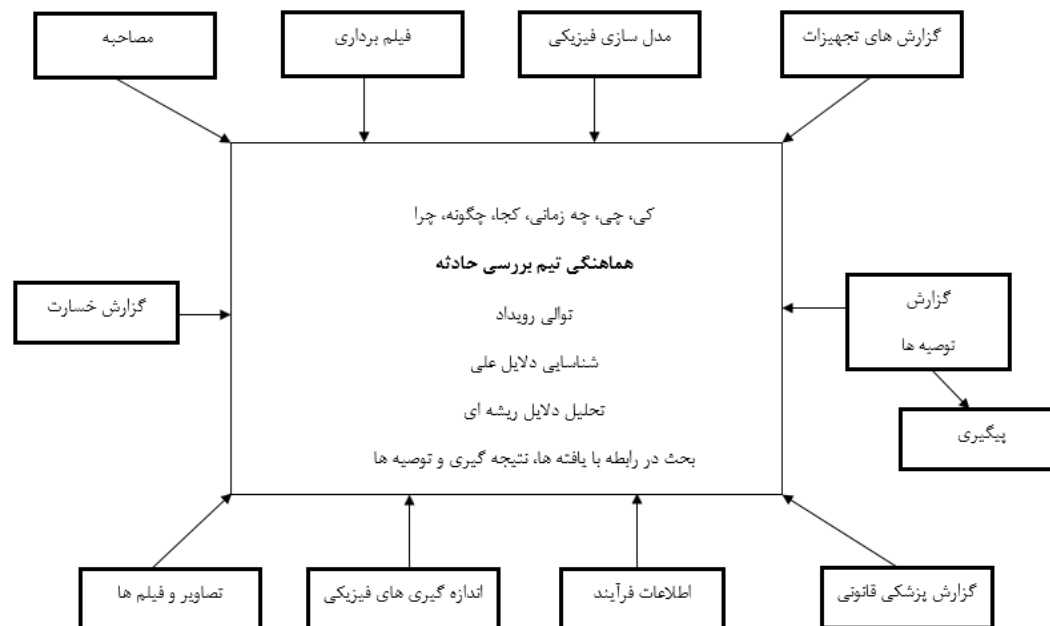 گزارش های تجهیزات
مدل سازی فیزیکی
فیلم برداری
مصاحبه
کی، چی، چه زمانی، کجا، چگونه، چرا
هماهنگی تیم بررسی حادثه
توالی رویداد
شناسایی دلایل علی
تحلیل دلایل ریشه ای
بحث در رابطه با یافته ها، نتیجه گیری و توصیه ها
گزارش
توصیه ها
پیگیری
گزارش خسارت
گزارش پزشکی قانونی
اطلاعات فرآیند
اندازه گیری های فیزیکی
تصاویر و فیلم ها